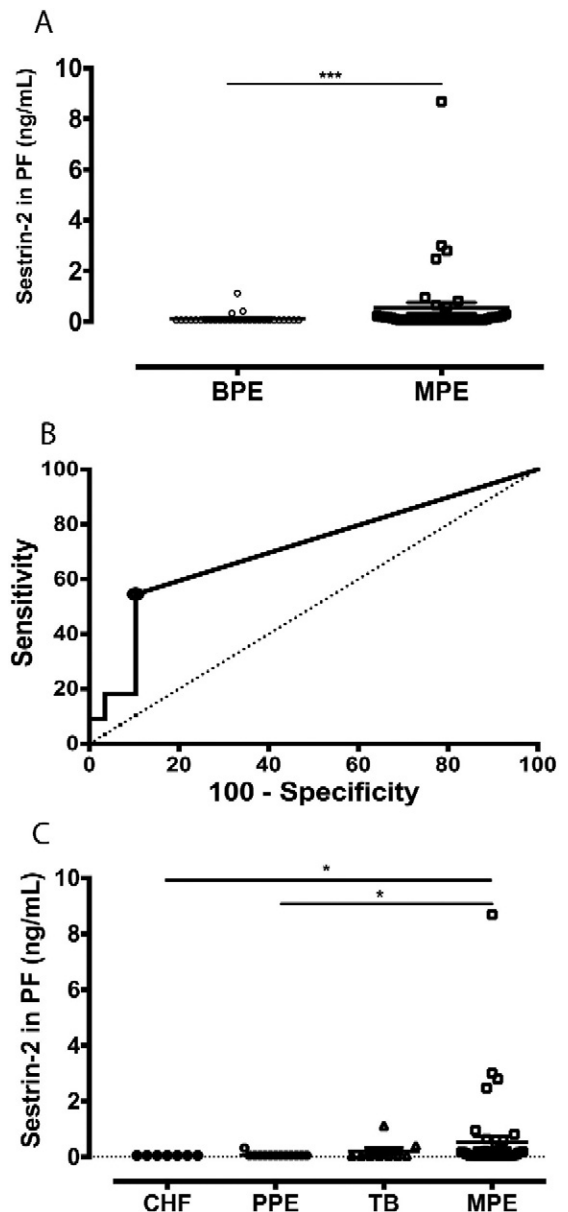 A
Sestrin-2 in PF (ng/mL)
10
8
6
4
2
0
***
BPE
MPE
B
Sensitivity
100
80
60
40
20
0
0
20
40
60
80
100
100 - Specificity
C
Sestrin-2 in PF (ng/mL)
10
8
6
4
2
0
*
*
CHF
PPE
TB
MPE